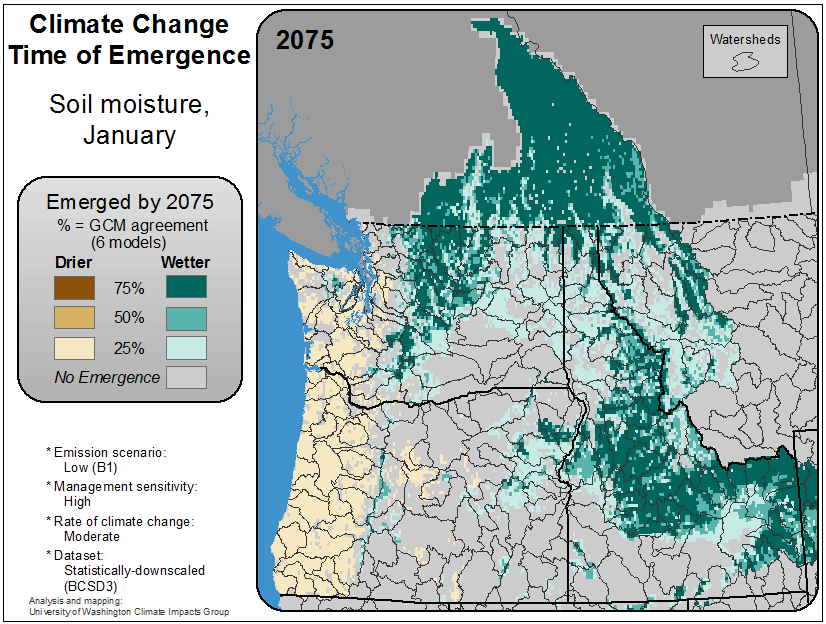 Climate Change
Time of Emergence
Soil moisture,
January
Emerged by 2075
% = GCM agreement
(6 models)
Drier Wetter
75%
50%
25%
No Emergence
* Emission scenario:
Low (B1)
* Management sensitivity:
High
* Rate of climate change:
Moderate
* Dataset:
Statistically-downscaled
(BCSD3)
Analysis and mapping:
University of Washington Climate Impacts Group
2075
Watersheds